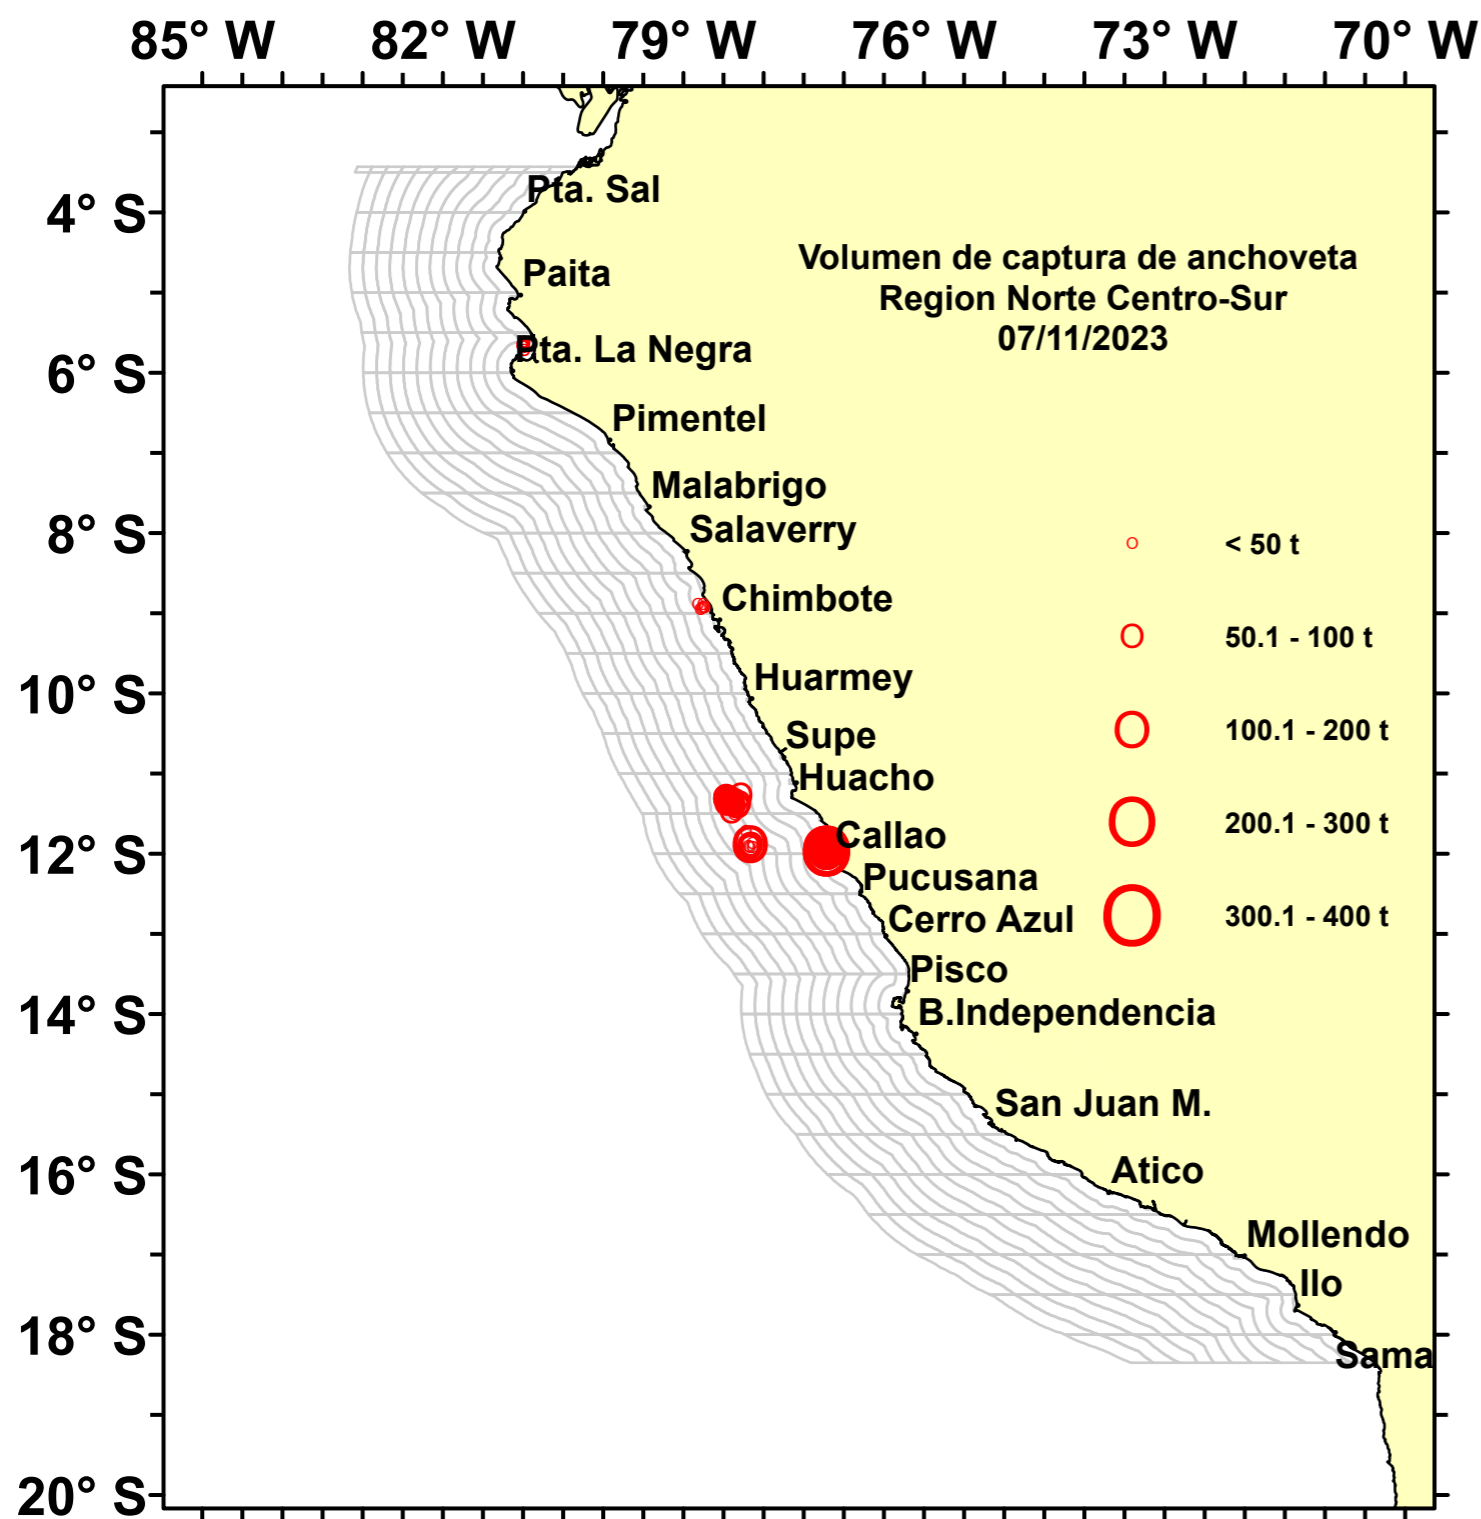 85° W 82° W 79° W 76° W 73° W 70° W
4° S
6° S
8° S
10° S
12° S
14° S
16° S
18° S
20° S
Volumen de captura de anchoveta
Region Norte Centro-Sur
07/11/2023
Pta. Sal
Paita
Pta. La Negra
Pimentel
Malabrigo
Salaverry
Chimbote
Huarmey
Supe
Huacho
Callao
Pucusana
Cerro Azul
Pisco
B.Independencia
San Juan M.
Atico
Mollendo
Ilo
Sama
< 50 t
50.1 - 100 t
100.1 - 200 t
200.1 - 300 t
300.1 - 400 t